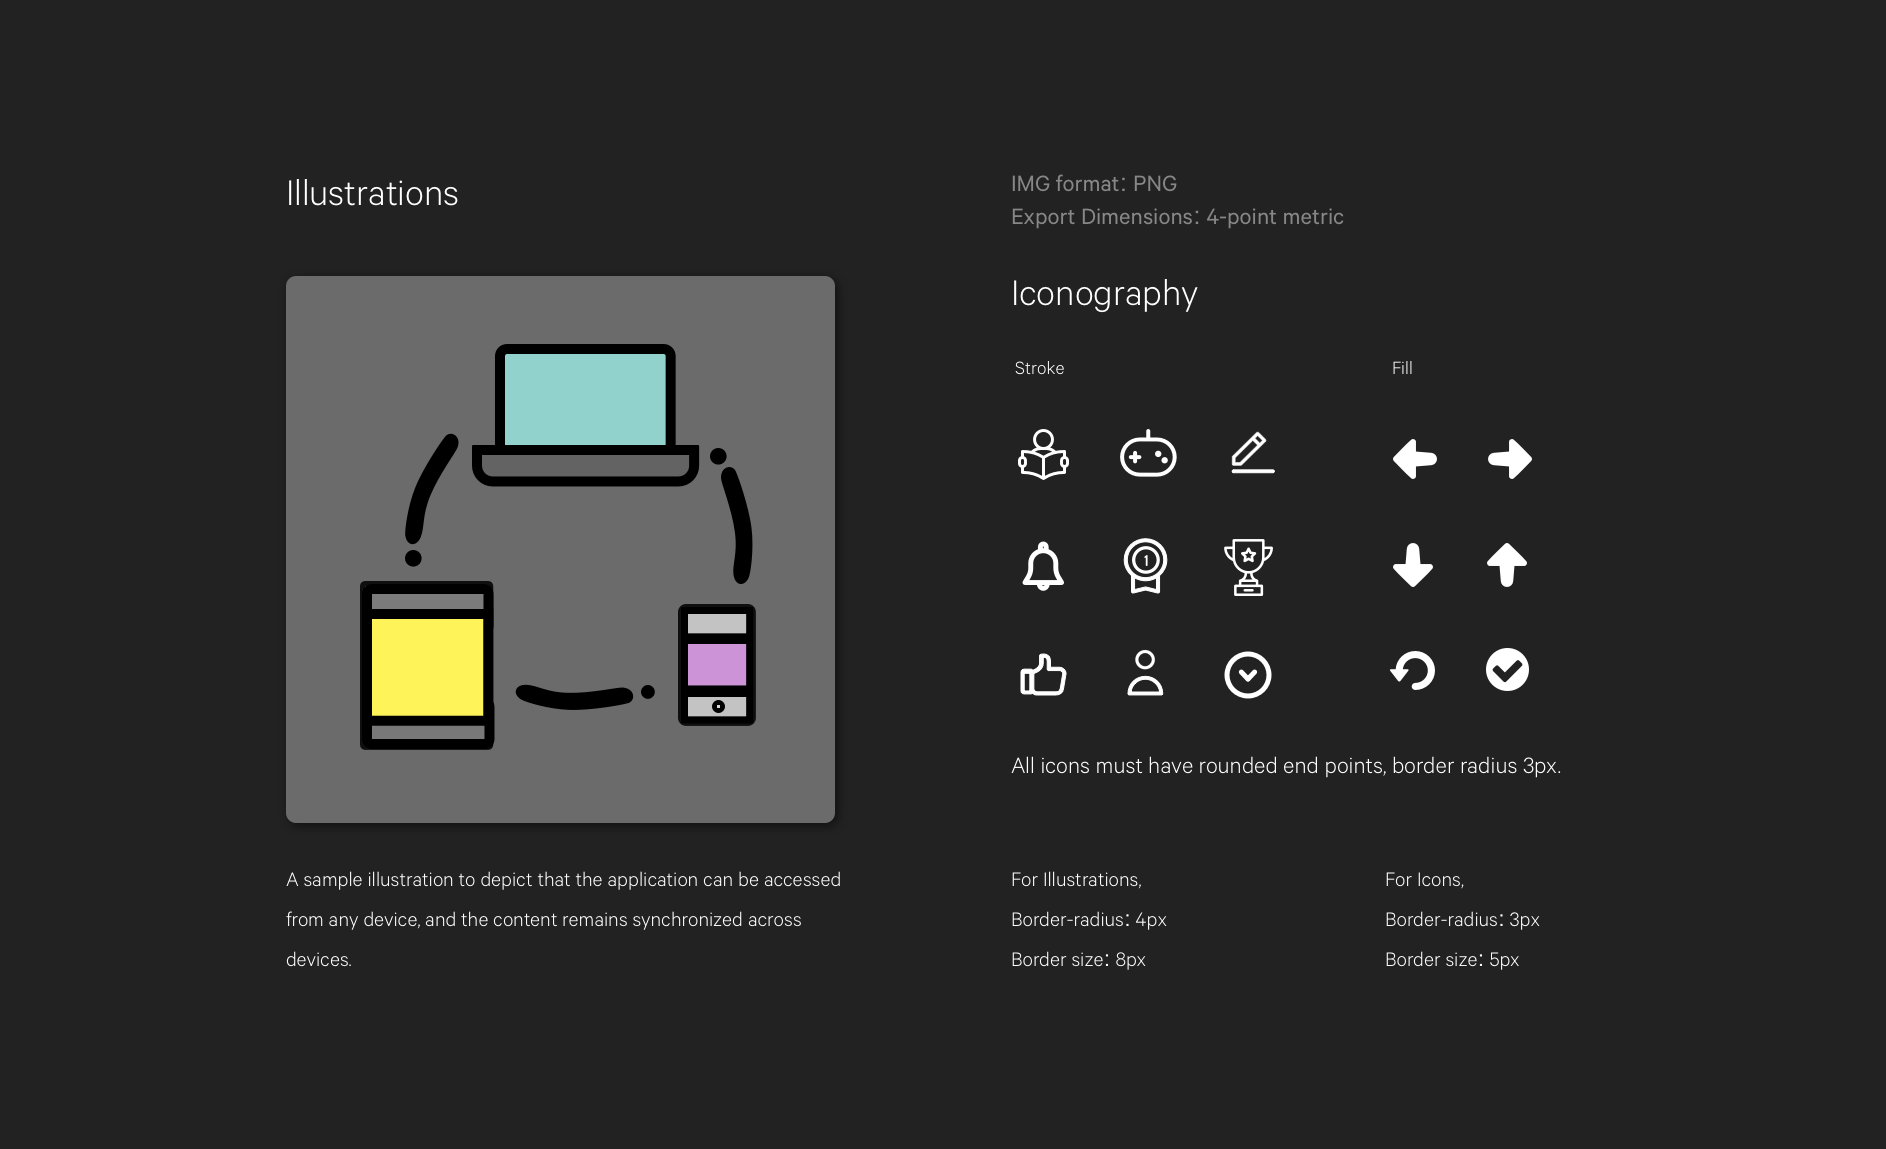 Illustrations
A sample illustration to depict that the application can be accessed
from any device, and the content remains synchronized across
devices.
IMG format: PNG
Export Dimensions: 4-point metric
Iconography
Stroke
Fill
1
All icons must have rounded end points, border radius 3px.
For Illustrations,
Border-radius: 4px
Border size: 8px
For Icons,
Border-radius: 3px
Border size: 5px